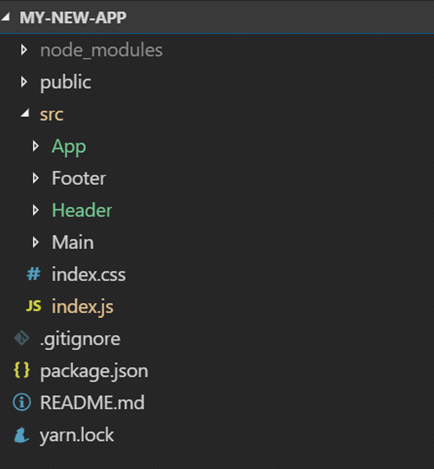 MY-NEW-APP
node_modules
public
src
App
Footer
Header
Main
# index.css
JS index.js
.gitignore
{} package.json
README.md
yarn.lock